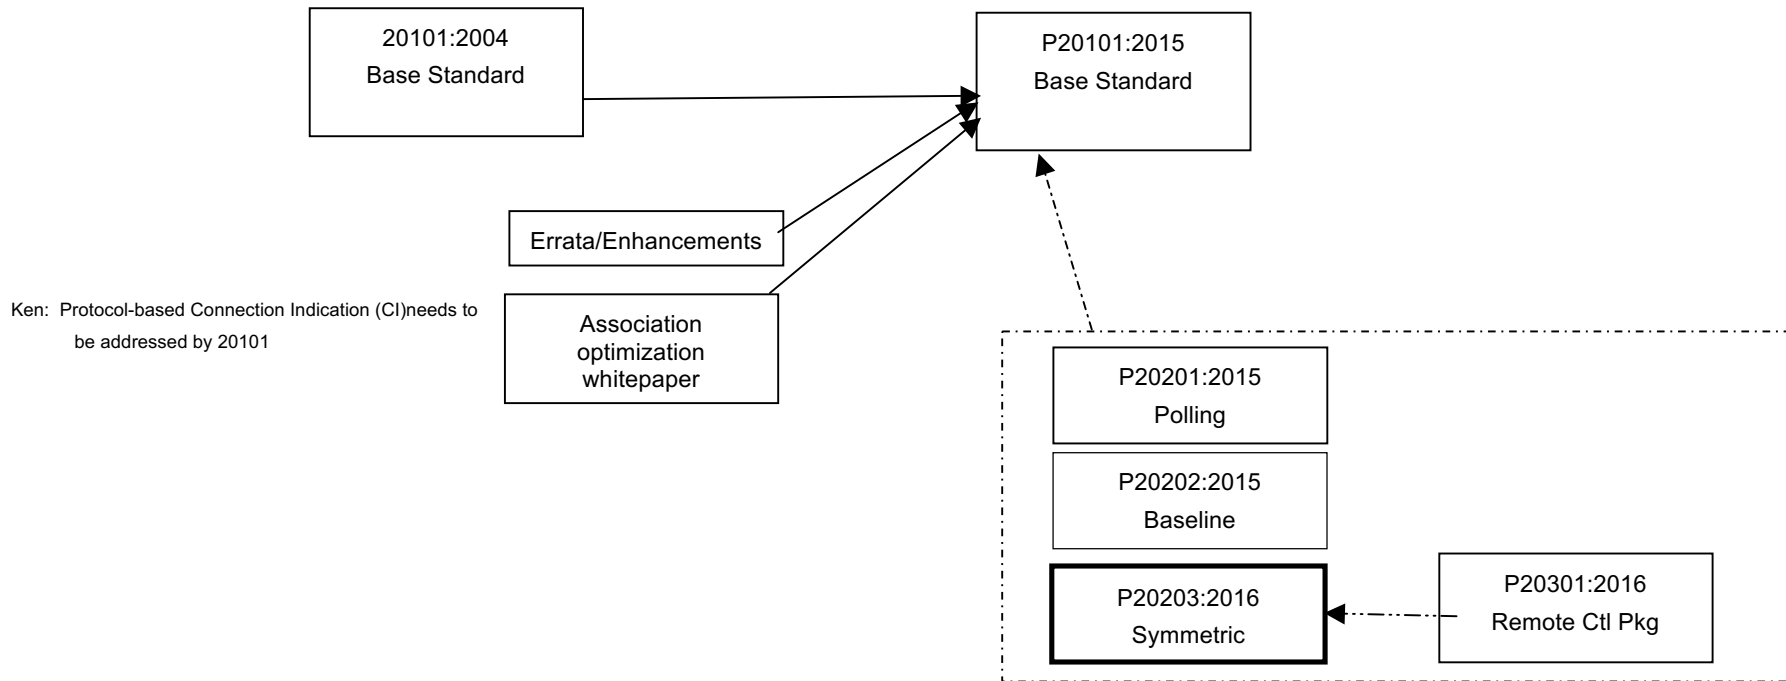 20101:2004
Base Standard
P20101:2015
Base Standard
Errata/Enhancements
Ken:  Protocol-based Connection Indication (CI)needs to
be addressed by 20101
Association
optimization
whitepaper
P20201:2015
Polling
P20202:2015
Baseline
P20203:2016
Symmetric
P20301:2016
Remote Ctl Pkg